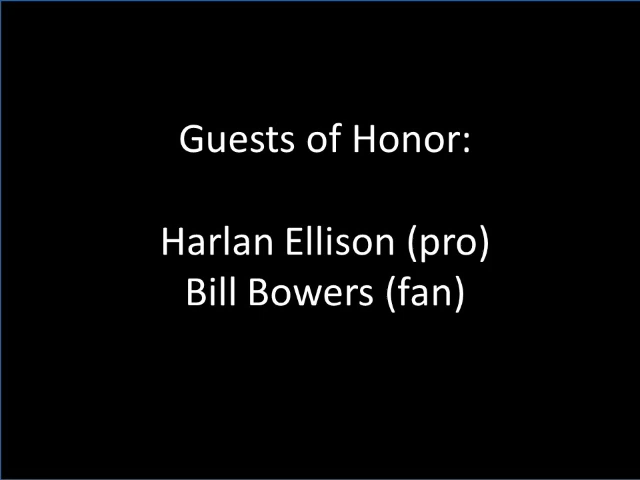 Guests of Honor:
Harlan Ellison (pro)
Bill Bowers (fan)